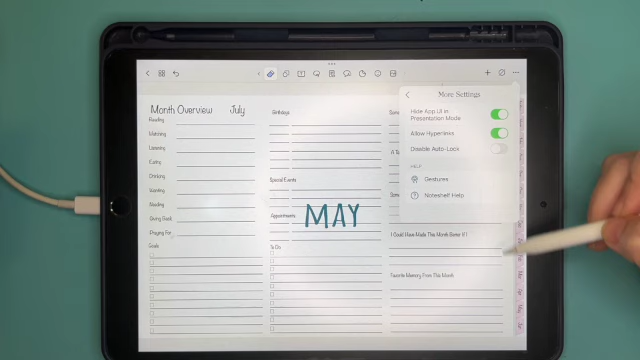 More Settings
Month Overview July
Hide App UI in
Presentation Mode
Birthdays
Reading
Allow Hyperlinks
Watching
Listening
Disable Auto-Lock
Eating
HELP
Drinking
Gestures
Special Events
Wanting
Noteshelf Help
Needing
Appointments
MAY
Giving Back
Praying For
I Could Have Made This Month Better If I
Goals
To Do
Favorite Memory From This Month